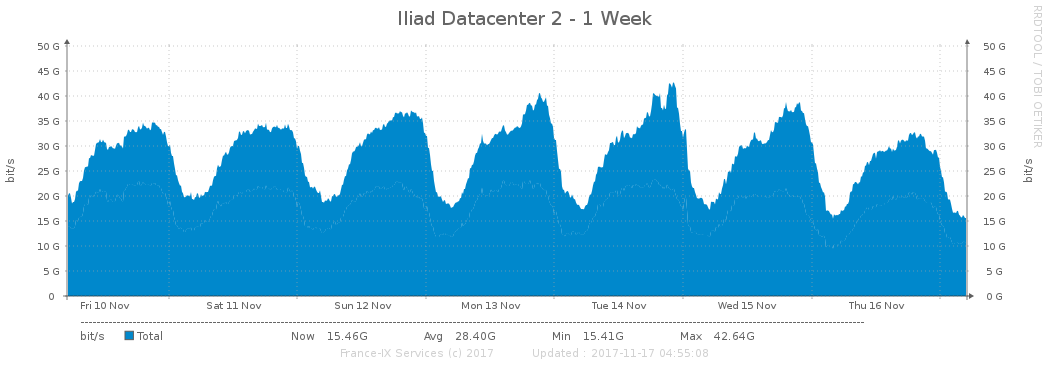 Iliad Datacenter 2 - 1 Week
RRDTOOL / TOBI OETIKER
bit/s
50 G 50 G
45 G 45 G
40 G 40 G
35 G 35 G
30 G 30 G
25 G 25 G
20 G 20 G
15 G 15 G
10 G 10 G
5 G 5 G
0 0 G
bit/s
Fri 10 Nov Sat 11 Nov Sun 12 Nov Mon 13 Nov Tue 14 Nov Wed 15 Nov Thu 16 Nov
bit/s Total Now 15.46G Avg 28.40G Min 15.41G Max 42.64G
France-IX Services (c) 2017 Updated : 2017-11-17 04:55:08